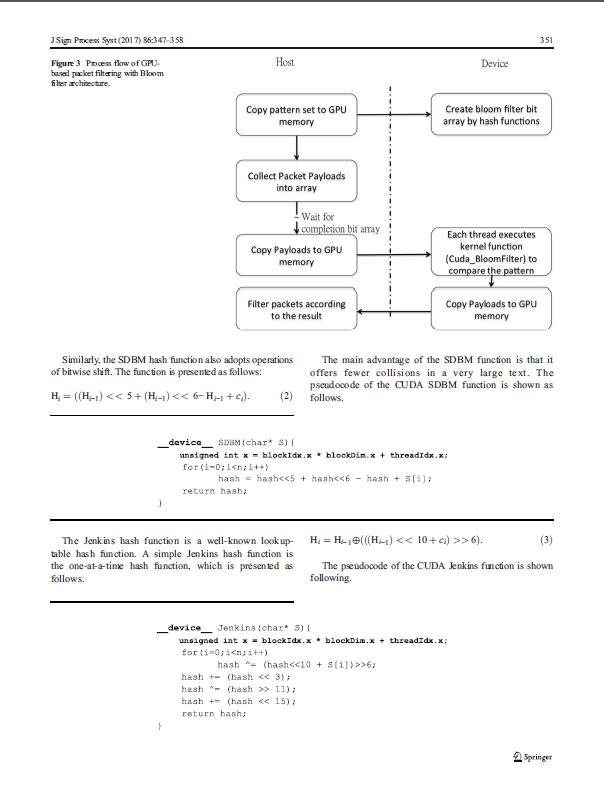 J Sign Process Syst (2017) 86:347–358
351
Figure 3 Process flow of GPU-
based packet filtering with Bloom
filter architecture.
Host
Device
Copy pattern set to GPU
memory
Create bloom filter bit
array by hash functions
Collect Packet Payloads
into array
Wait for
completion bit array
Copy Payloads to GPU
memory
Each thread executes
kernel function
(Cuda_BloomFilter) to
compare the pattern
Filter packets according
to the result
Copy Payloads to GPU
memory
Similarly, the SDBM hash function also adopts operations
of bitwise shift. The function is presented as follows:
Hᵢ = ((Hᵢ₋₁) << 5 + (Hᵢ₋₁) << 6− Hᵢ₋₁ + cᵢ). (2)
The main advantage of the SDBM function is that it
offers fewer collisions in a very large text. The
pseudocode of the CUDA SDBM function is shown as
follows.
__device__ SDBM(char* S){
unsigned int x = blockIdx.x * blockDim.x + threadIdx.x;
for(i=0;i<n;i++)
hash = hash<<5 + hash<<6 - hash + S[i];
return hash;
}
The Jenkins hash function is a well-known lookup-
table hash function. A simple Jenkins hash function is
the one-at-a-time hash function, which is presented as
follows.
Hᵢ = Hᵢ₋₁⊕(((Hᵢ₋₁) << 10 + cᵢ) >> 6). (3)
The pseudocode of the CUDA Jenkins function is shown
following.
__device__ Jenkins(char* S){
unsigned int x = blockIdx.x * blockDim.x + threadIdx.x;
for(i=0;i<n;i++)
hash ^= (hash<<10 + S[i])>>6;
hash += (hash << 3);
hash ^= (hash >> 11);
hash += (hash << 15);
return hash;
}
Springer